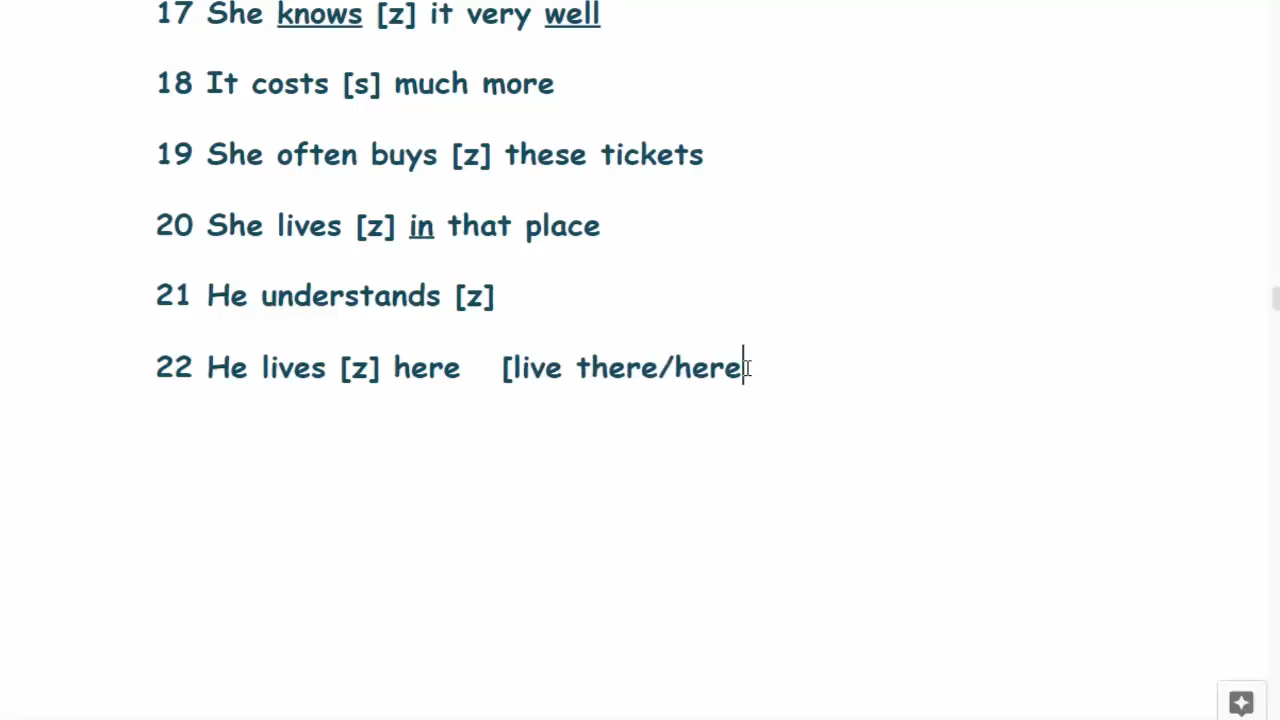 17 She knows [z] it very well
18 It costs [s] much more
19 She often buys [z] these tickets
20 She lives [z] in that place
21 He understands [z]
22 He lives [z] here [live there/here